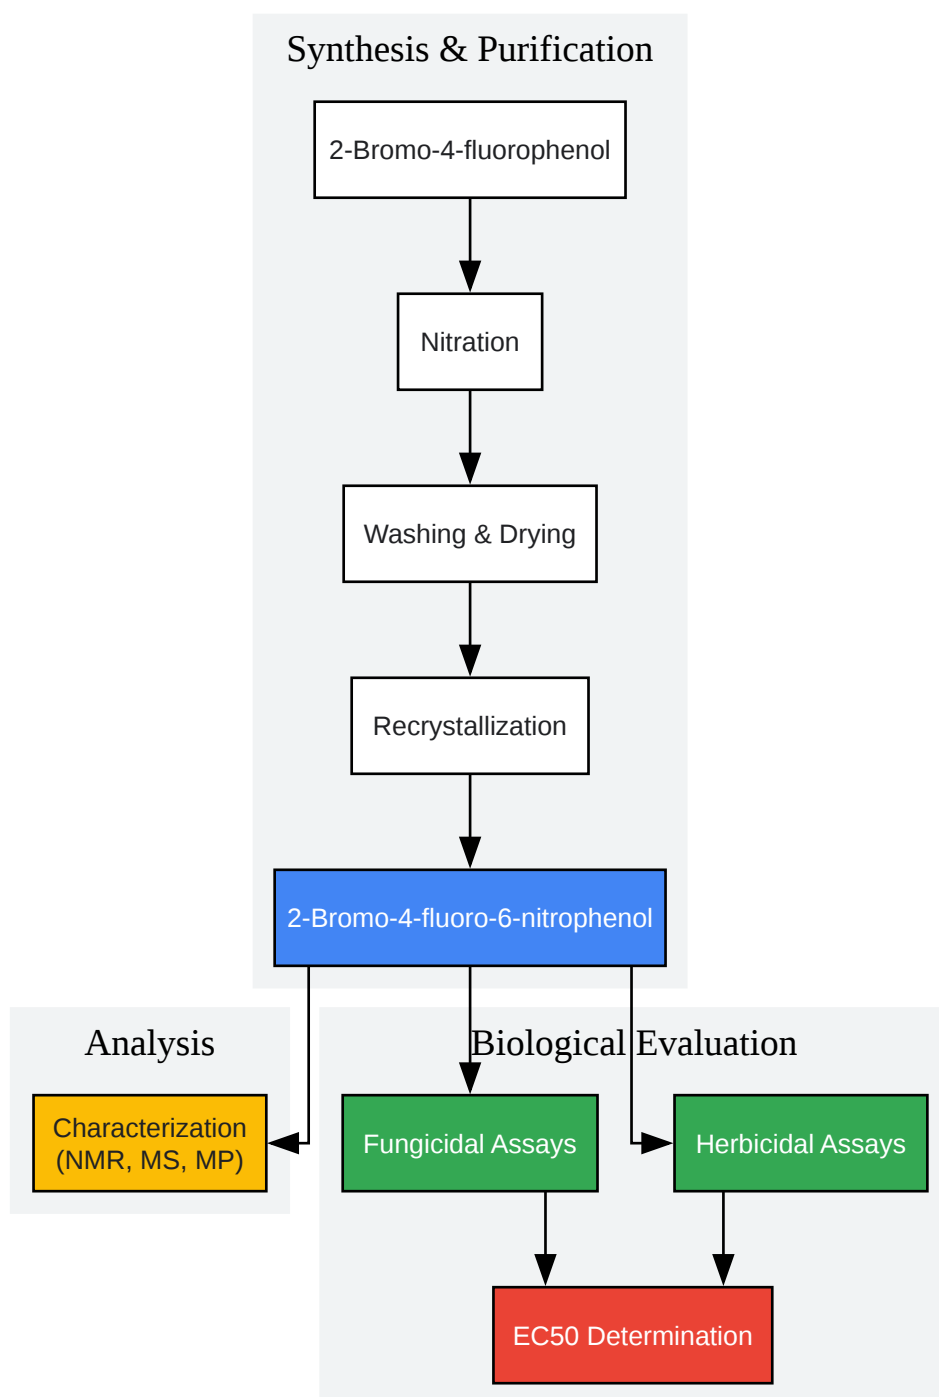 Synthesis & Purification
2-Bromo-4-fluorophenol
Nitration
Washing & Drying
Recrystallization
2-Bromo-4-fluoro-6-nitrophenol
Analysis
Characterization
(NMR, MS, MP)
Biological Evaluation
Fungicidal Assays
Herbicidal Assays
EC50 Determination